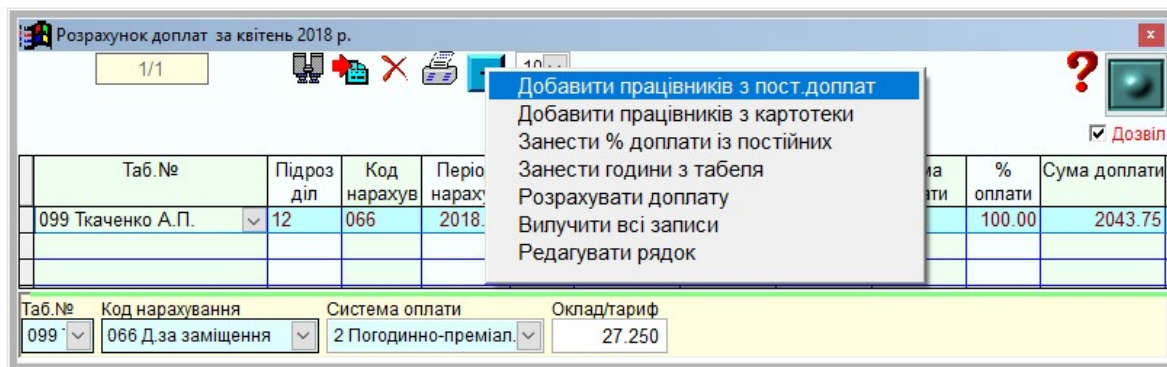 Розрахунок доплат за квітень 2018 р.
1/1
Добавити працівників з пост.доплат
Добавити працівників з картотеки
Занести % доплати із постійних
Занести години з табеля
Розрахувати доплату
Вилучити всі записи
Редагувати рядок
? 
Дозвіл
Таб.№ Підроз діл Код нарахув % оплати Сума доплати
099 Ткаченко А.П. 12 066 2018. 100.00 2043.75
Таб.№ Код нарахування Система оплати Оклад/тариф
099 066 Д.за заміщення 2 Погодинно-преміал. 27.250